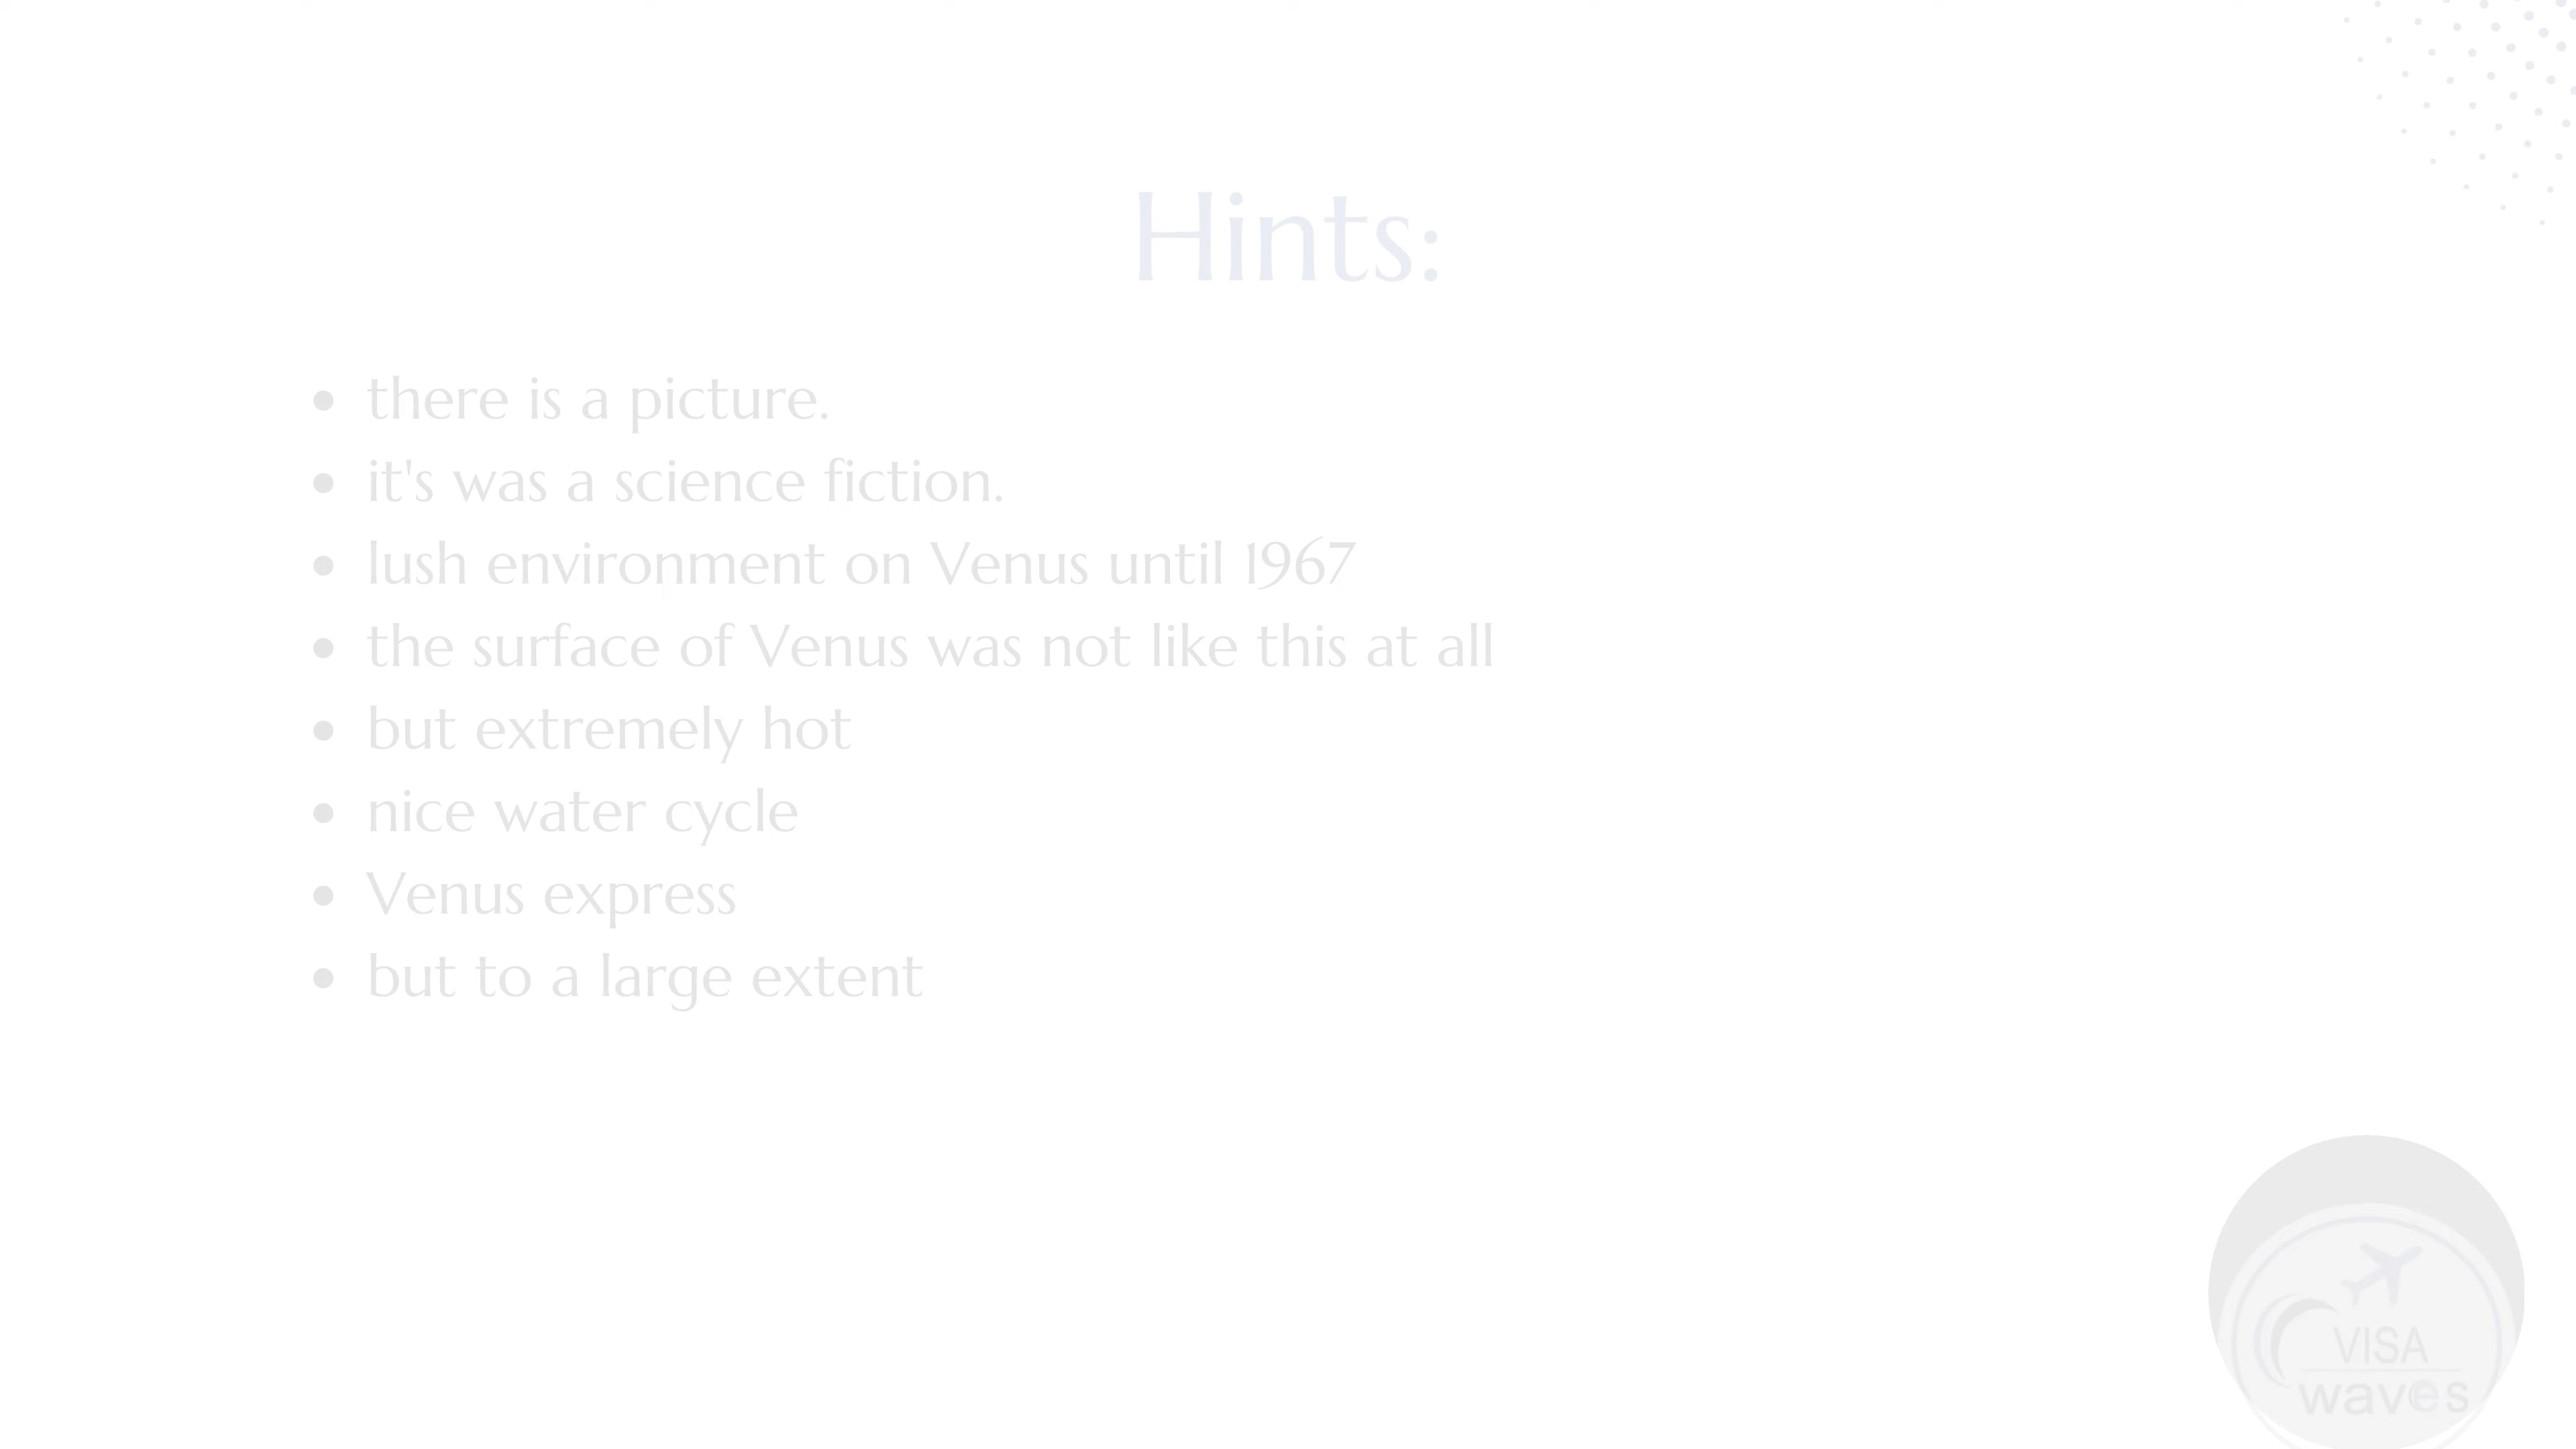 Hints:
• there is a picture.
• it's was a science fiction.
• lush environment on Venus until 1967
• the surface of Venus was not like this at all
• but extremely hot
• nice water cycle
• Venus express
• but to a large extent
VISA
waves